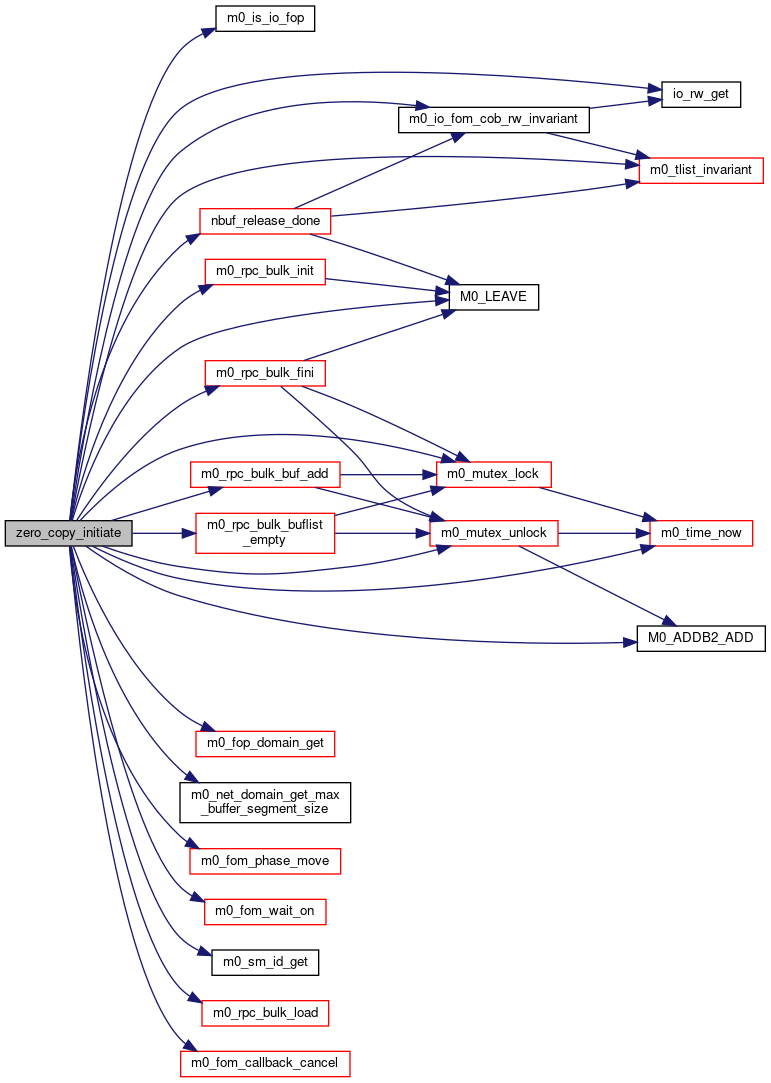 m0_is_io_fop
io_rw_get
m0_io_fom_cob_rw_invariant
m0_tlist_invariant
nbuf_release_done
m0_rpc_bulk_init
M0_LEAVE
m0_rpc_bulk_fini
m0_rpc_bulk_buf_add
m0_mutex_lock
zero_copy_initiate
m0_rpc_bulk_buflist
_empty
m0_mutex_unlock
m0_time_now
M0_ADDB2_ADD
m0_fop_domain_get
m0_net_domain_get_max
_buffer_segment_size
m0_fom_phase_move
m0_fom_wait_on
m0_sm_id_get
m0_rpc_bulk_load
m0_fom_callback_cancel